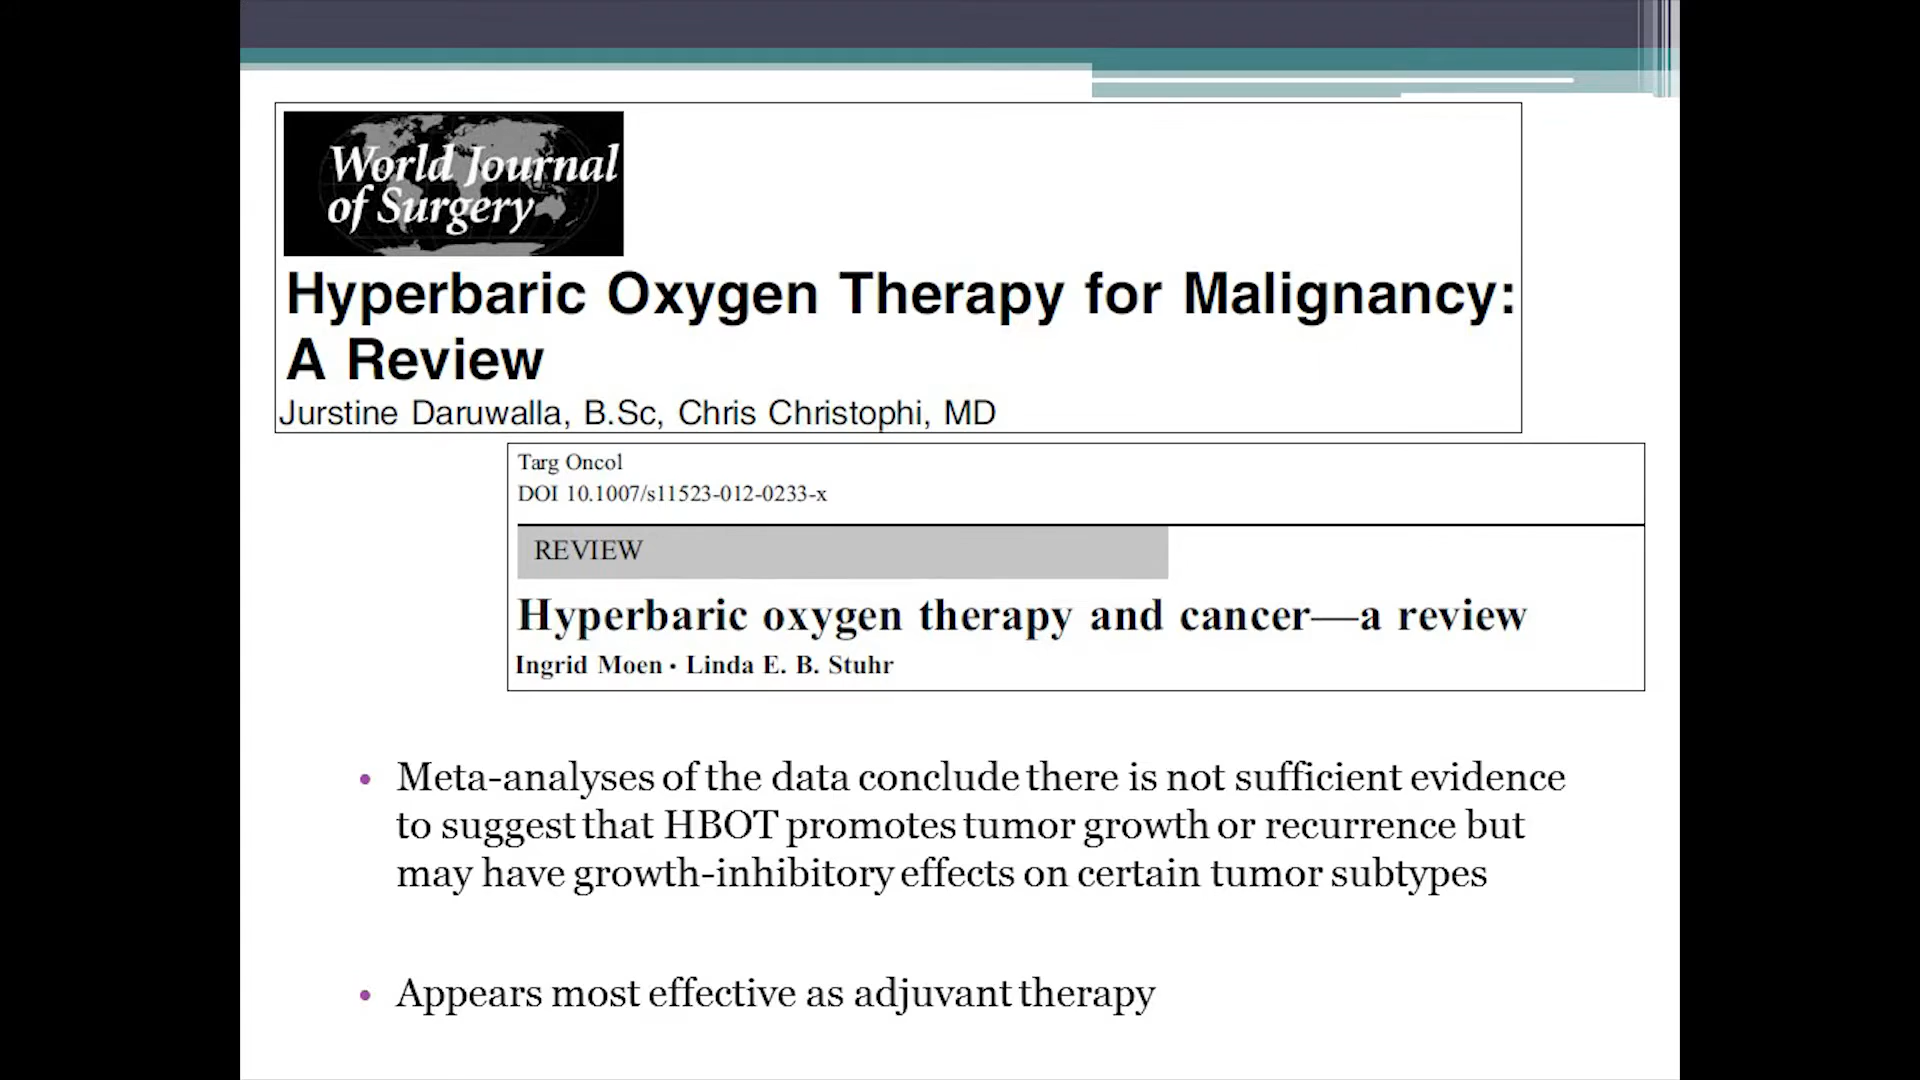 World Journal
of Surgery
Hyperbaric Oxygen Therapy for Malignancy:
A Review
Jurstine Daruwalla, B.Sc, Chris Christophi, MD
Targ Oncol
DOI 10.1007/s11523-012-0233-x
REVIEW
Hyperbaric oxygen therapy and cancer—a review
Ingrid Moen · Linda E. B. Stuhr
• Meta-analyses of the data conclude there is not sufficient evidence
to suggest that HBOT promotes tumor growth or recurrence but
may have growth-inhibitory effects on certain tumor subtypes
• Appears most effective as adjuvant therapy